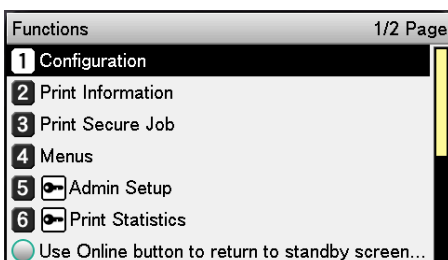 Functions 1/2 Page
1 Configuration
2 Print Information
3 Print Secure Job
4 Menus
5 Admin Setup
6 Print Statistics
Use Online button to return to standby screen...